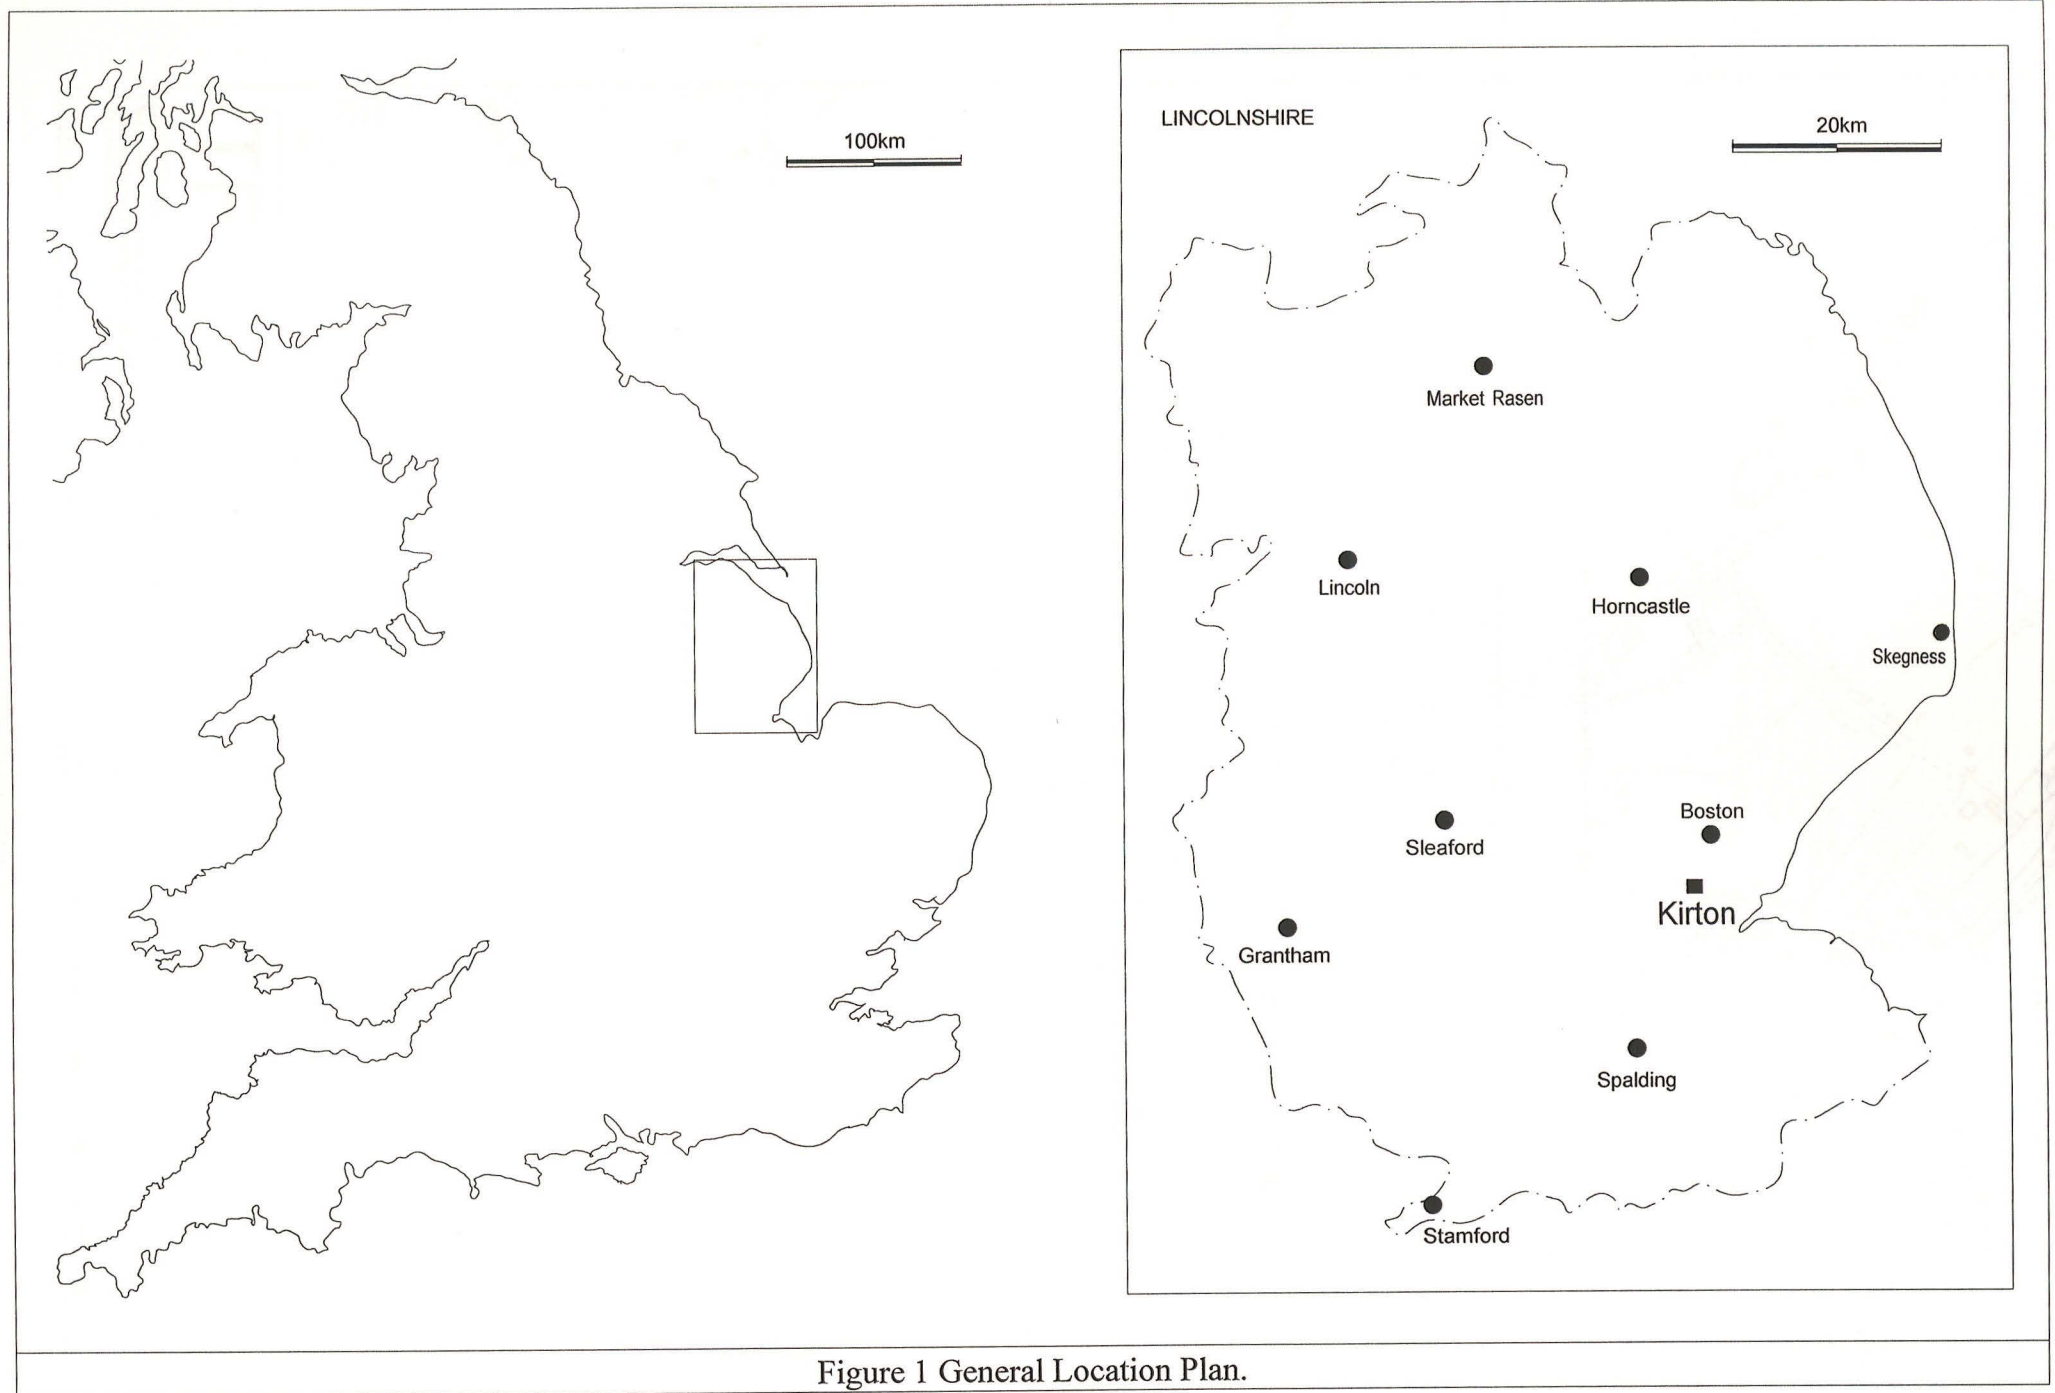 100km
LINCOLNSHIRE
20km
Market Rasen
Lincoln
Horncastle
Skegness
Boston
Sleaford
Kirton
Grantham
Spalding
Stamford
Figure 1 General Location Plan.